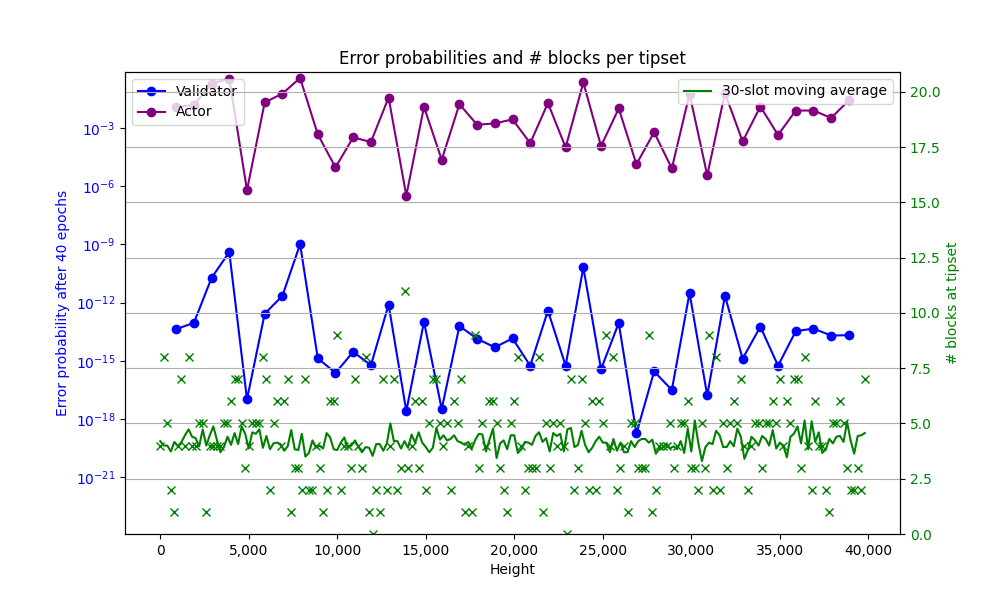 Error probabilities and # blocks per tipset
Validator
Actor
30-slot moving average
Error probability after 40 epochs
10⁻³
10⁻⁶
10⁻⁹
10⁻¹²
10⁻¹⁵
10⁻¹⁸
10⁻²¹
20.0
17.5
15.0
12.5
10.0
7.5
5.0
2.5
0.0
# blocks at tipset
0 5,000 10,000 15,000 20,000 25,000 30,000 35,000 40,000
Height